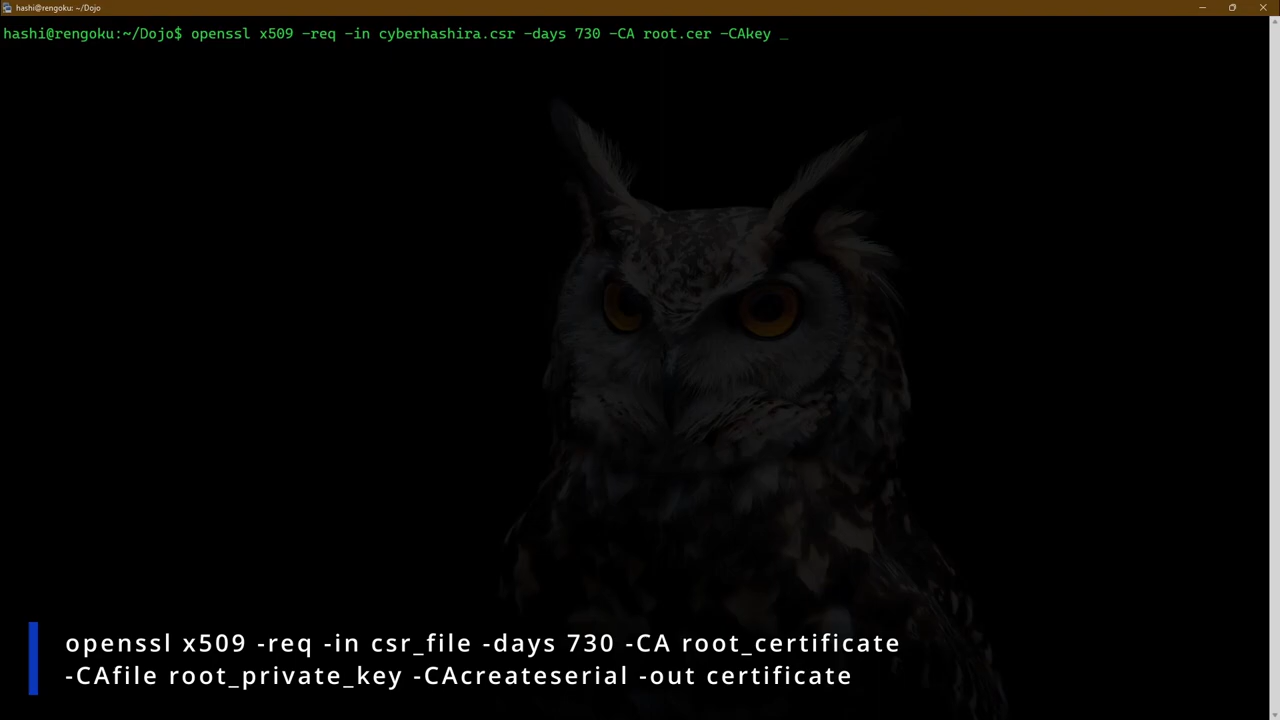 hashi@rengoku: ~/Dojo
hashi@rengoku:~/Dojo$ openssl x509 -req -in cyberhashira.csr -days 730 -CA root.cer -CAkey _
openssl x509 -req -in csr_file -days 730 -CA root_certificate
-CAfile root_private_key -CAcreateserial -out certificate